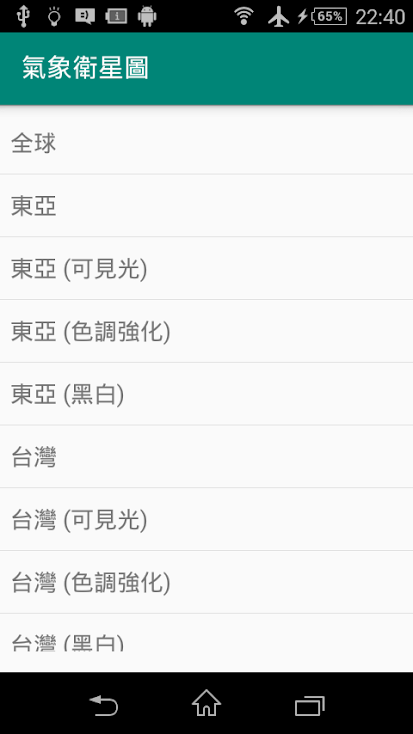 65% 22:40
氣象衛星圖
全球
東亞
東亞 (可見光)
東亞 (色調強化)
東亞 (黑白)
台灣
台灣 (可見光)
台灣 (色調強化)
台灣 (黑白)